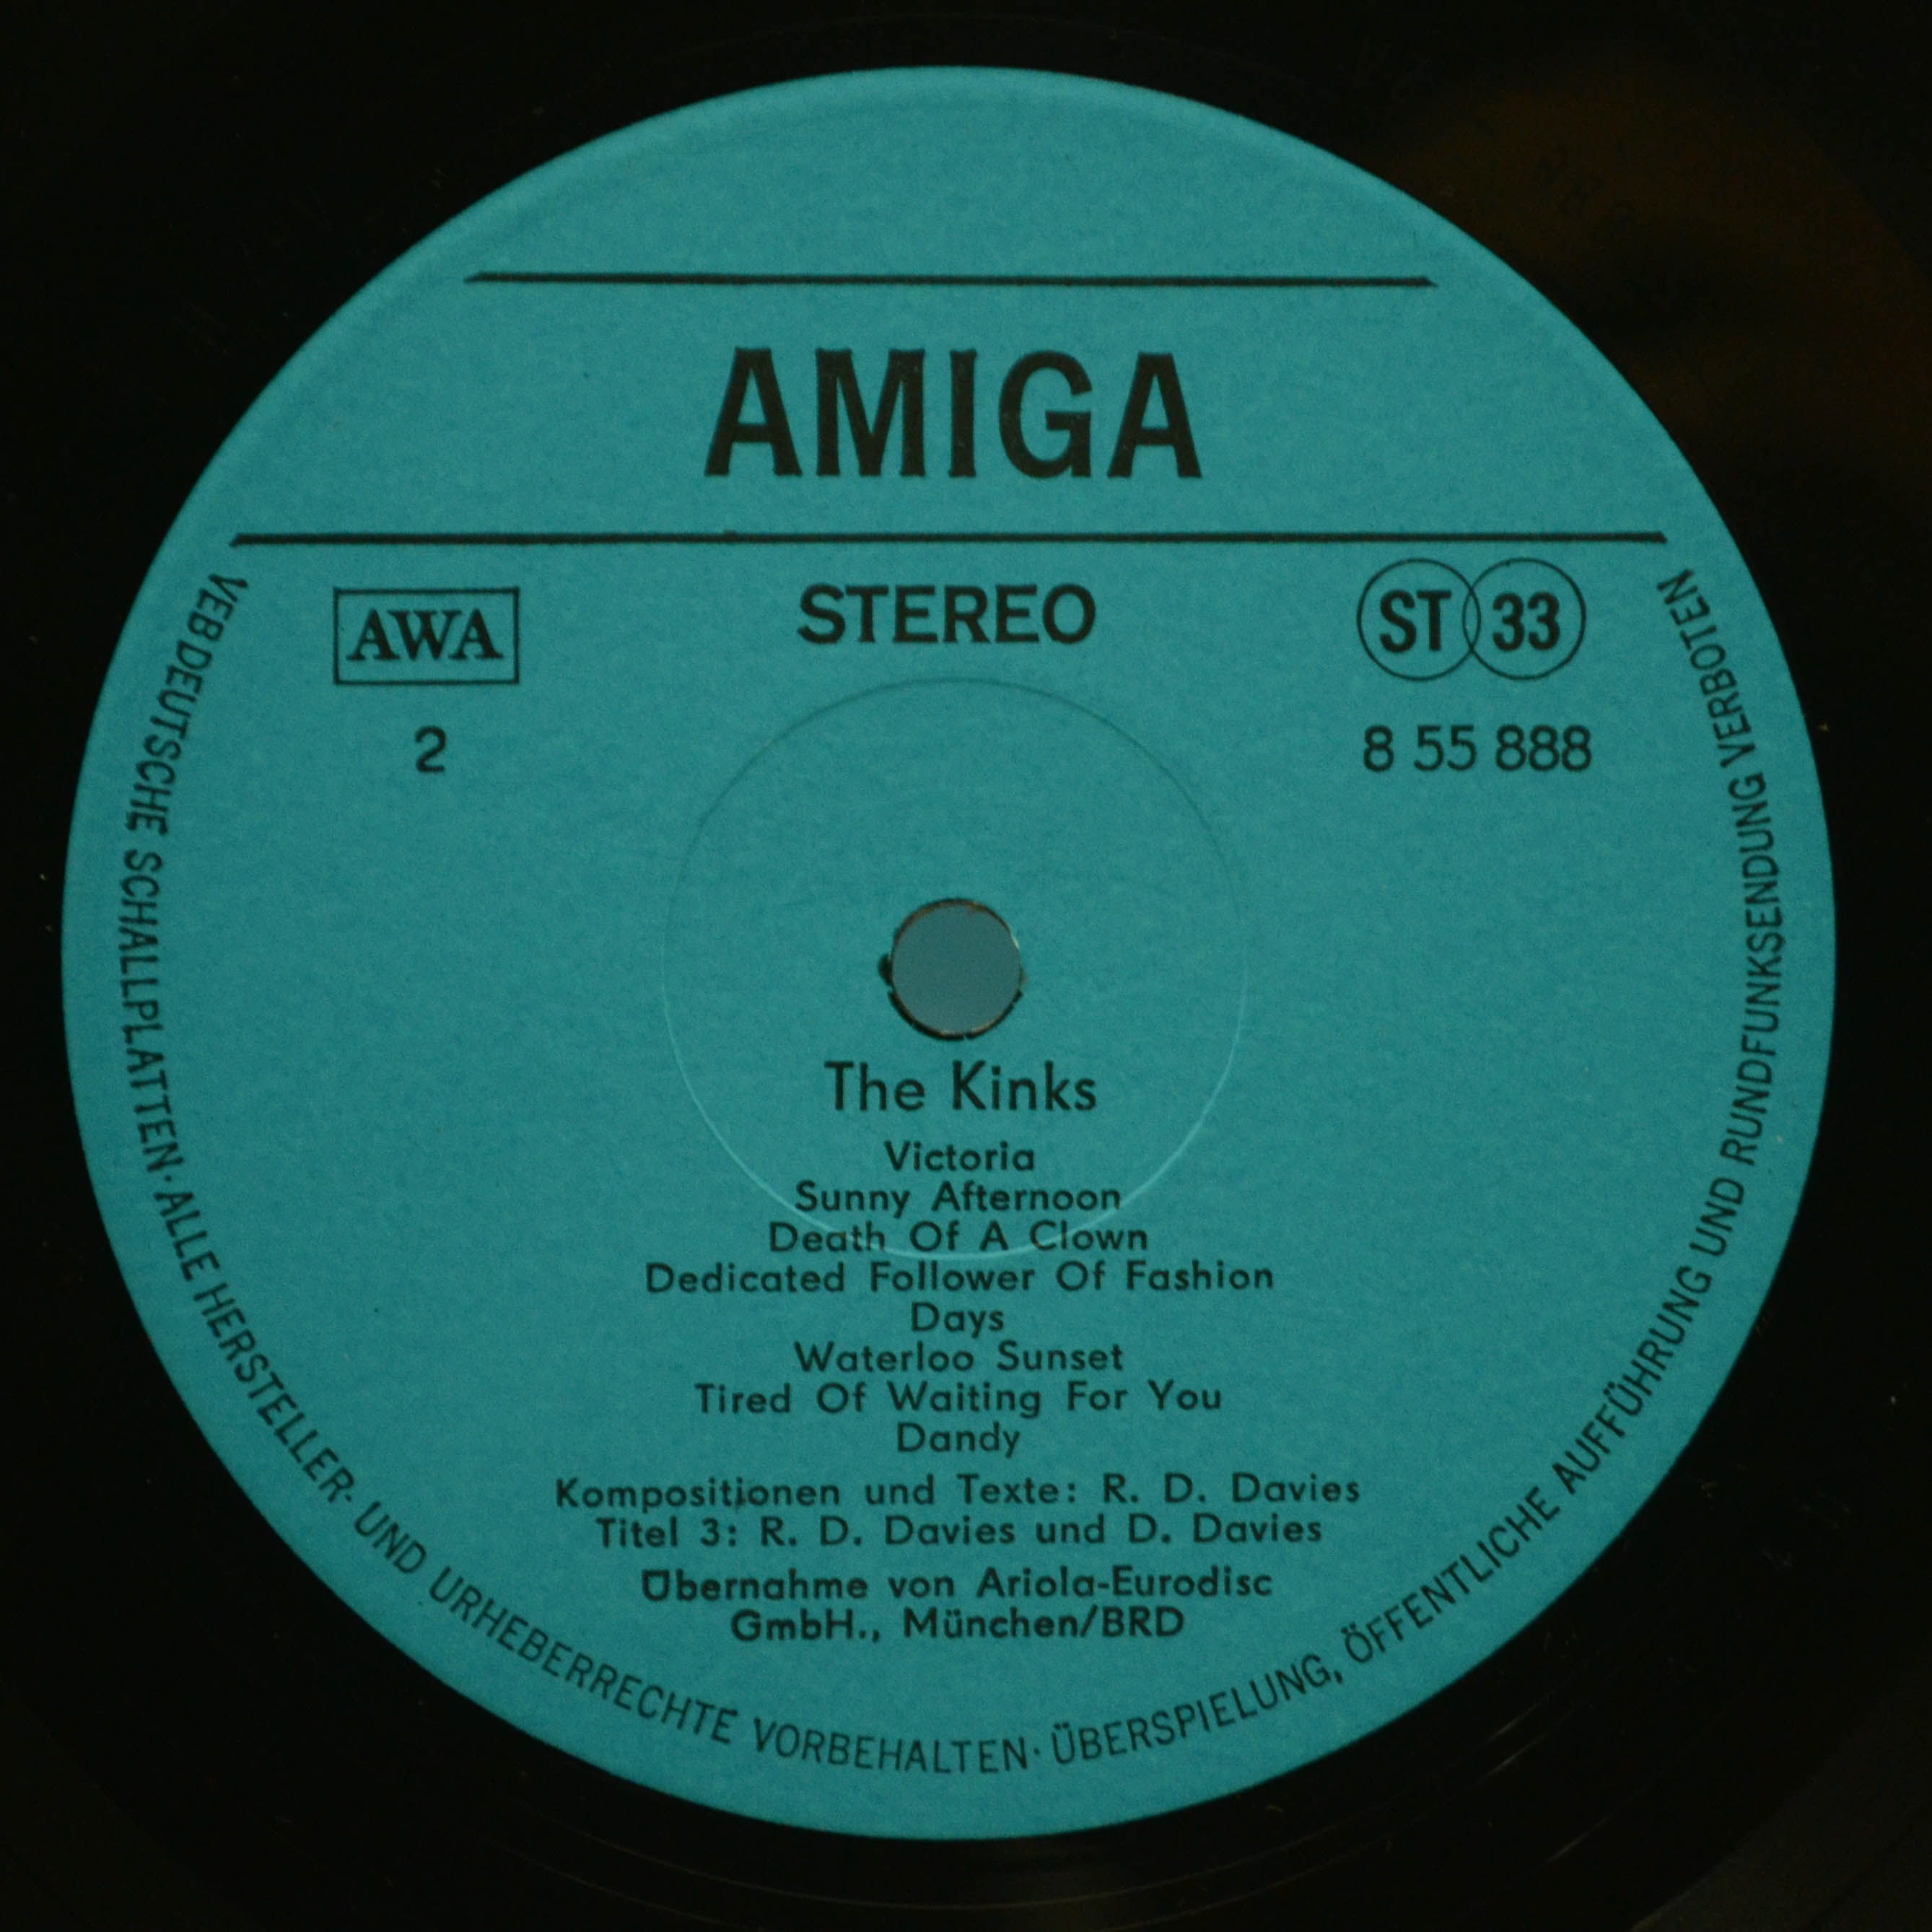 AMIGA
AWA
STEREO
ST 33
2
8 55 888
The Kinks
Victoria
Sunny Afternoon
Death Of A Clown
Dedicated Follower Of Fashion
Days
Waterloo Sunset
Tired Of Waiting For You
Dandy
Kompositionen und Texte: R. D. Davies
Titel 3: R. D. Davies und D. Davies
Übernahme von Ariola-Eurodisc
GmbH., München/BRD
VEB DEUTSCHE SCHALLPLATTEN · ALLE HERSTELLER- UND URHEBERRECHTE VORBEHALTEN · ÜBERSPIELUNG, ÖFFENTLICHE AUFFÜHRUNG UND RUNDFUNKSENDUNG VERBOTEN